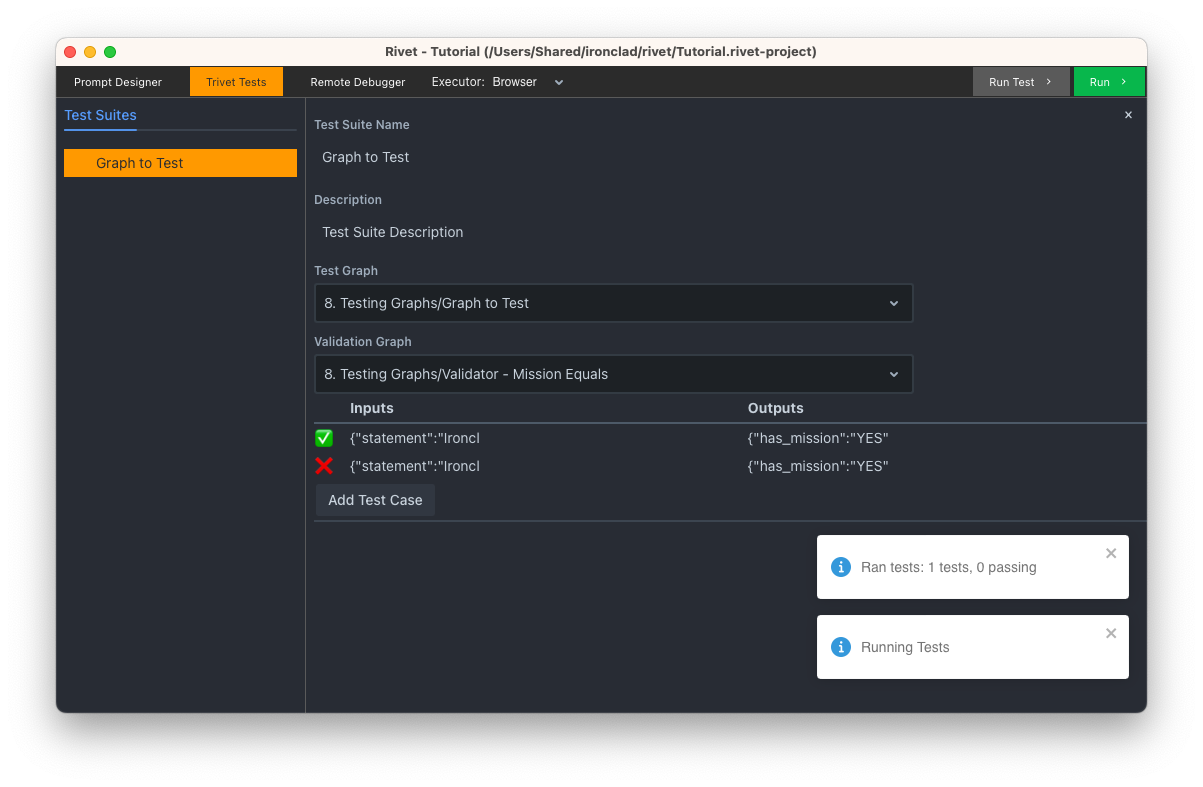 Rivet - Tutorial (/Users/Shared/ironclad/rivet/Tutorial.rivet-project)
Prompt Designer Trivet Tests Remote Debugger Executor: Browser Run Test Run
Test Suites
Graph to Test
Test Suite Name
Graph to Test
Description
Test Suite Description
Test Graph
8. Testing Graphs/Graph to Test
Validation Graph
8. Testing Graphs/Validator - Mission Equals
Inputs Outputs
{"statement":"Ironcl {"has_mission":"YES"
{"statement":"Ironcl {"has_mission":"YES"
Add Test Case
Ran tests: 1 tests, 0 passing
Running Tests